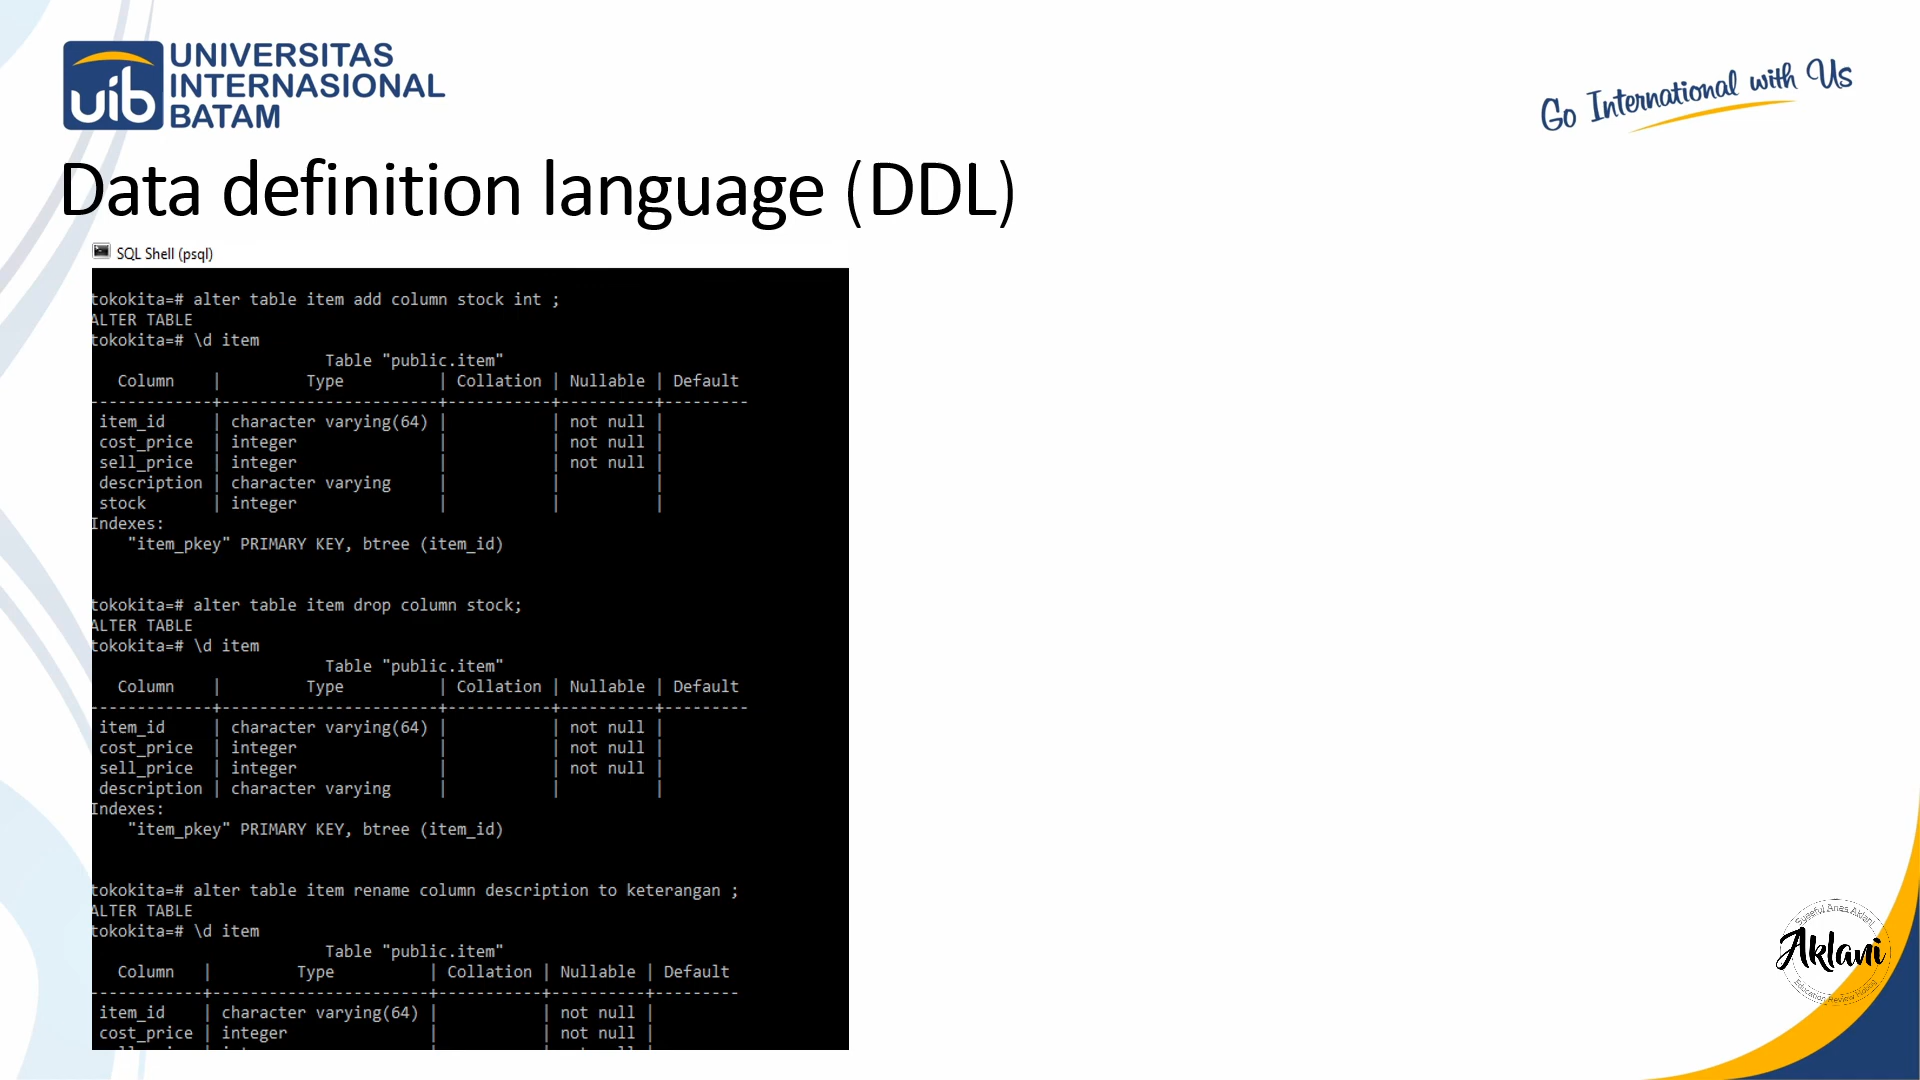 UNIVERSITAS
INTERNASIONAL
BATAM
uib
Go International with Us
Data definition language (DDL)
SQL Shell (psql)
tokokita=# alter table item add column stock int ;
ALTER TABLE
tokokita=# \d item
Table "public.item"
Column | Type | Collation | Nullable | Default
-------------+------------------------+-----------+----------+---------
item_id | character varying(64) | | not null |
cost_price | integer | | not null |
sell_price | integer | | not null |
description | character varying | | |
stock | integer | | |
Indexes:
"item_pkey" PRIMARY KEY, btree (item_id)
tokokita=# alter table item drop column stock;
ALTER TABLE
tokokita=# \d item
Table "public.item"
Column | Type | Collation | Nullable | Default
-------------+------------------------+-----------+----------+---------
item_id | character varying(64) | | not null |
cost_price | integer | | not null |
sell_price | integer | | not null |
description | character varying | | |
Indexes:
"item_pkey" PRIMARY KEY, btree (item_id)
tokokita=# alter table item rename column description to keterangan ;
ALTER TABLE
tokokita=# \d item
Table "public.item"
Column | Type | Collation | Nullable | Default
------------+-----------------------+-----------+----------+---------
item_id | character varying(64) | | not null |
cost_price | integer | | not null |
Syaeful Anas Aklani
Aklani
Education Review